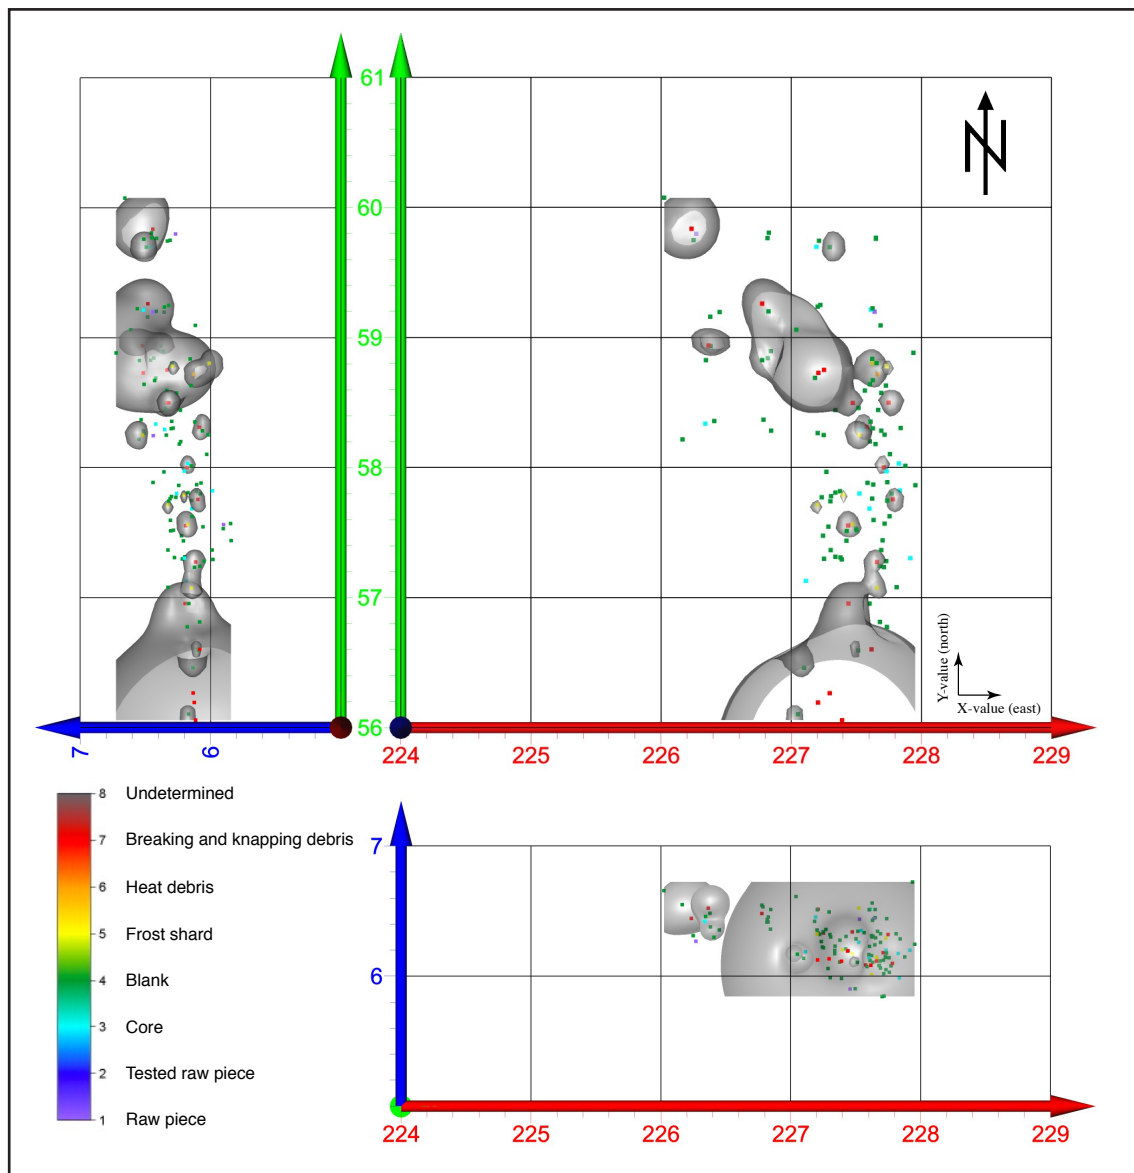 61
60
59
58
57
56
N
Y-value (north)
X-value (east)
7
6
224
225
226
227
228
229
8 Undetermined
7 Breaking and knapping debris
6 Heat debris
5 Frost shard
4 Blank
3 Core
2 Tested raw piece
1 Raw piece
7
6
224
225
226
227
228
229